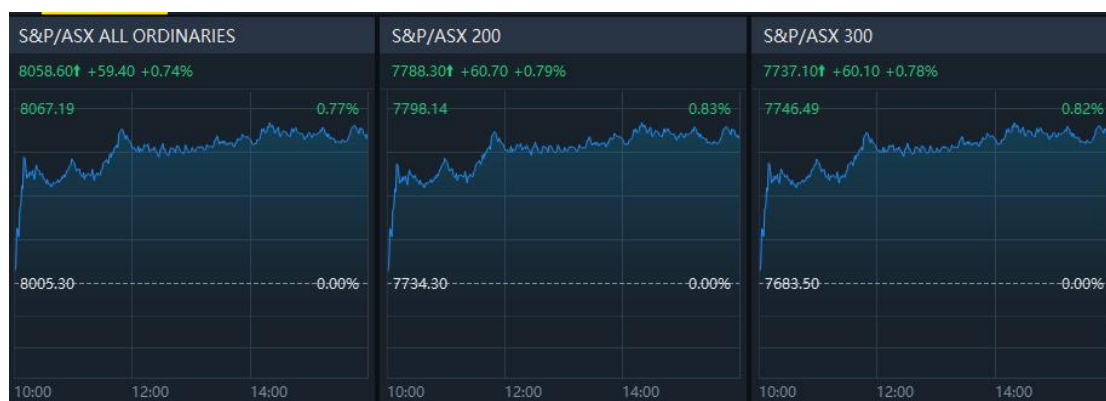 S&P/ASX ALL ORDINARIES
8058.60⬆ +59.40 +0.74%
8067.19 0.77%
8005.30 0.00%
10:00 12:00 14:00
S&P/ASX 200
7788.30⬆ +60.70 +0.79%
7798.14 0.83%
7734.30 0.00%
10:00 12:00 14:00
S&P/ASX 300
7737.10⬆ +60.10 +0.78%
7746.49 0.82%
7683.50 0.00%
10:00 12:00 14:00